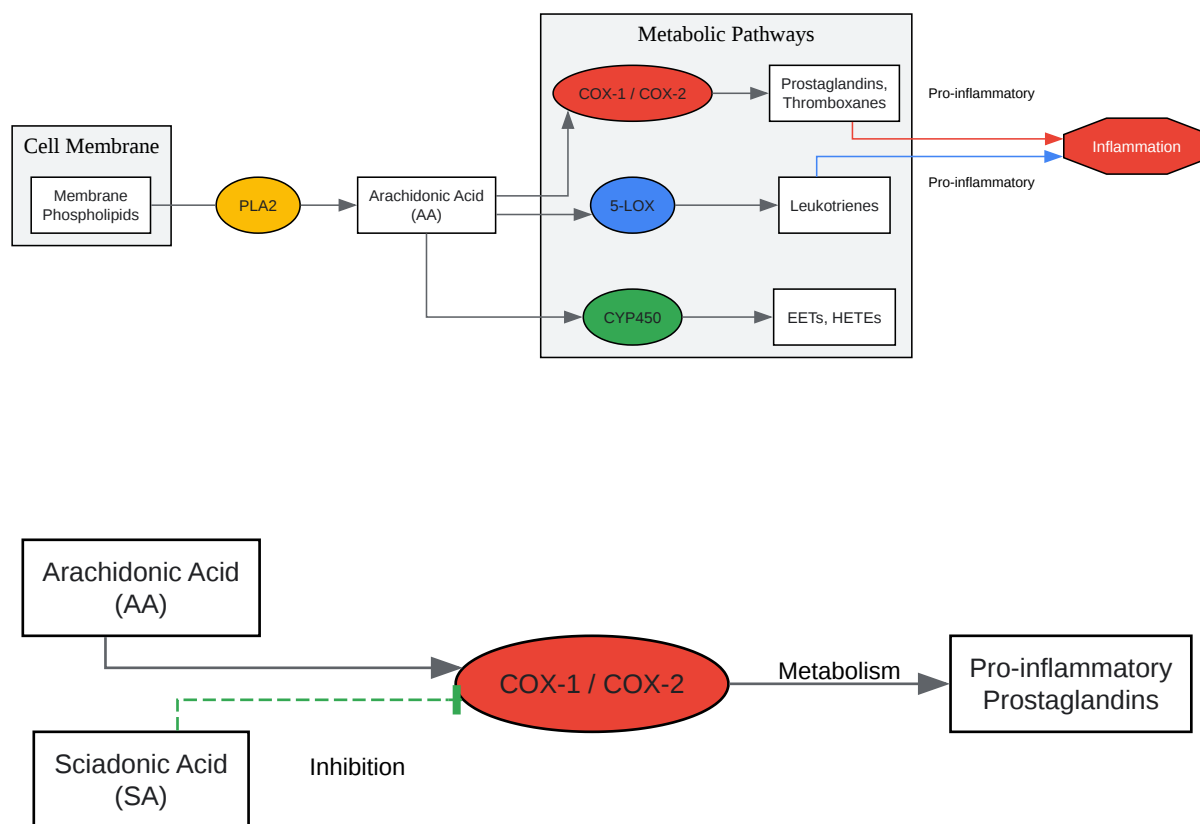 Metabolic Pathways
COX-1 / COX-2
Prostaglandins,
Thromboxanes
Pro-inflammatory
Cell Membrane
Inflammation
Membrane
Phospholipids
PLA2
Arachidonic Acid
(AA)
5-LOX
Leukotrienes
Pro-inflammatory
CYP450
EETs, HETEs
Arachidonic Acid
(AA)
COX-1 / COX-2
Metabolism
Pro-inflammatory
Prostaglandins
Sciadonic Acid
(SA)
Inhibition